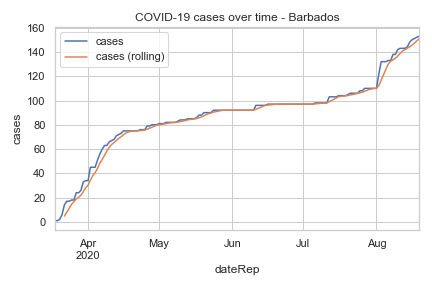 COVID-19 cases over time - Barbados
cases
cases (rolling)
160
140
120
100
80
60
40
20
0
cases
Apr
2020
May
Jun
Jul
Aug
dateRep